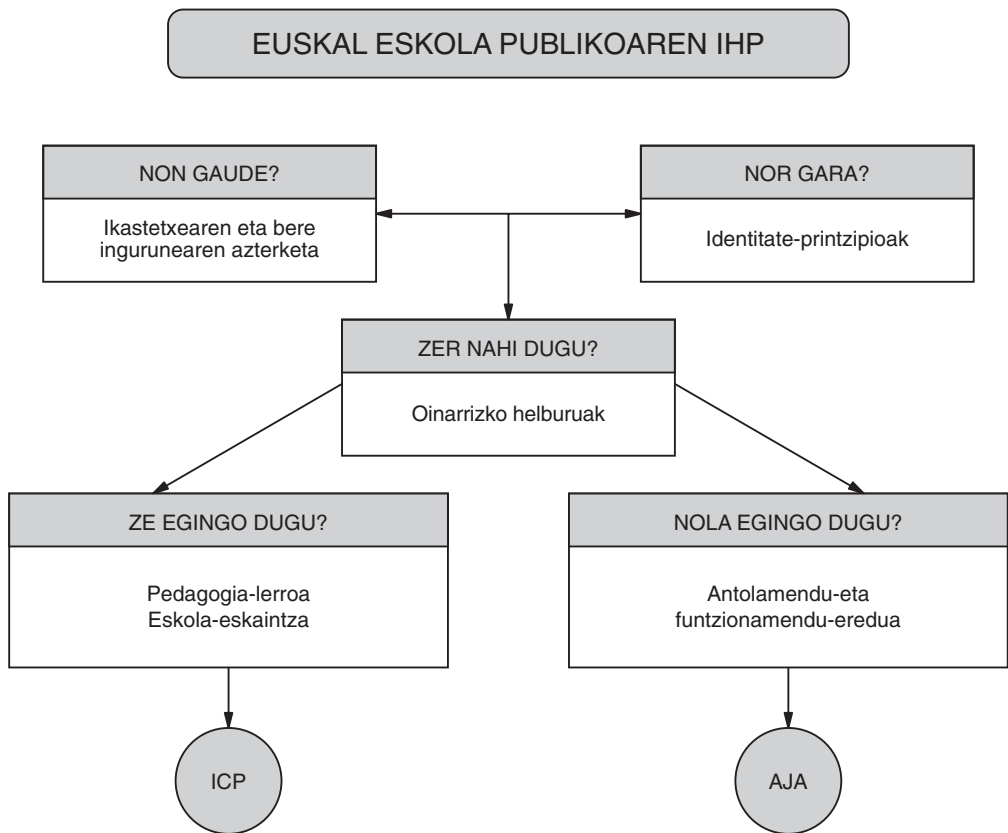 EUSKAL ESKOLA PUBLIKOAREN IHP
NON GAUDE?
Ikastetxearen eta bere
ingurunearen azterketa
NOR GARA?
Identitate-printzipioak
ZER NAHI DUGU?
Oinarrizko helburuak
ZE EGINGO DUGU?
Pedagogia-lerroa
Eskola-eskaintza
NOLA EGINGO DUGU?
Antolamendu-eta
funtzionamendu-eredua
ICP
AJA